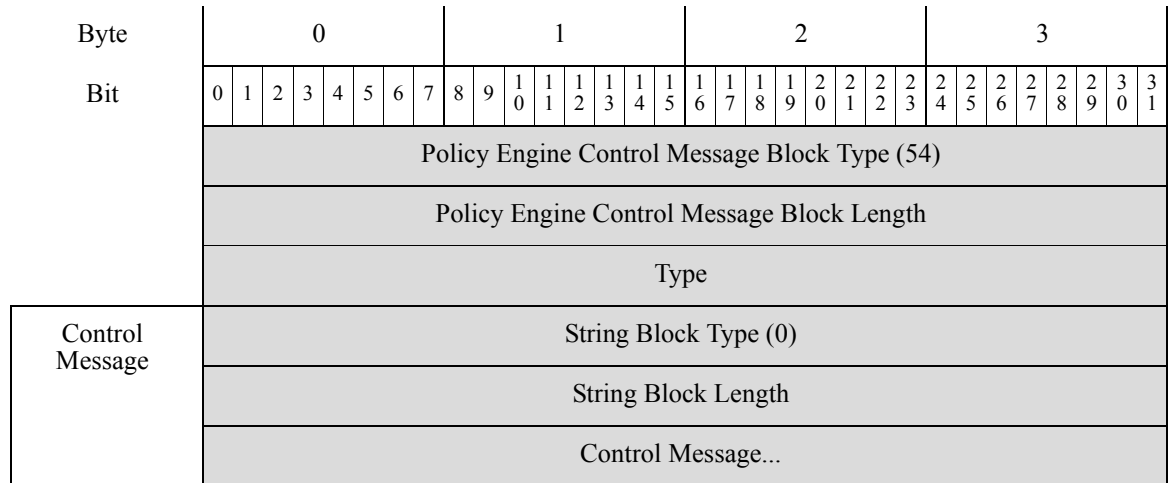 Byte 0 1 2 3
Bit 0 1 2 3 4 5 6 7 8 9 10 11 12 13 14 15 16 17 18 19 20 21 22 23 24 25 26 27 28 29 30 31
Policy Engine Control Message Block Type (54)
Policy Engine Control Message Block Length
Type
Control
Message
String Block Type (0)
String Block Length
Control Message...